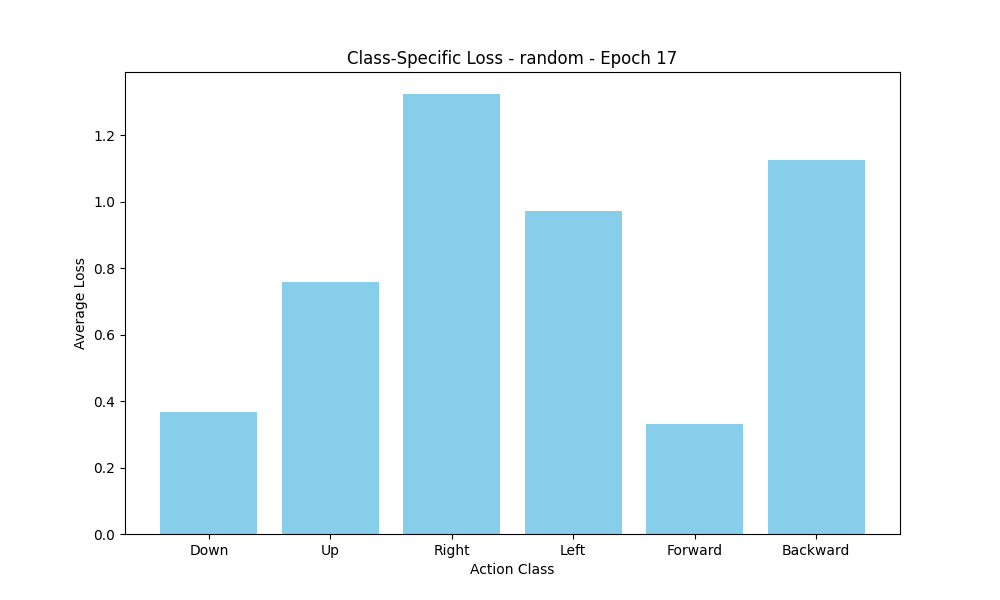 Class-Specific Loss - random - Epoch 17
Average Loss
1.2
1.0
0.8
0.6
0.4
0.2
0.0
Down Up Right Left Forward Backward
Action Class